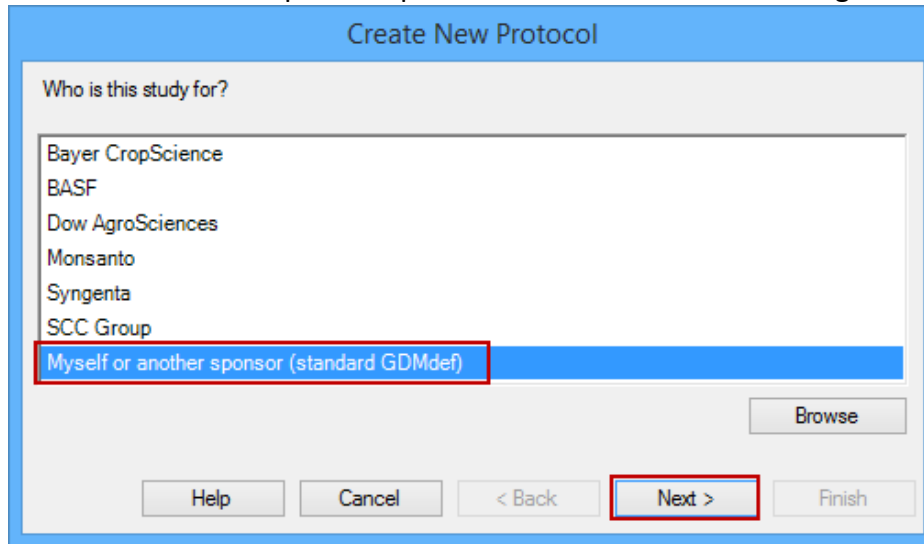 Create New Protocol
Who is this study for?
Bayer CropScience
BASF
Dow AgroSciences
Monsanto
Syngenta
SCC Group
Myself or another sponsor (standard GDMdef)
Browse
Help Cancel < Back Next > Finish